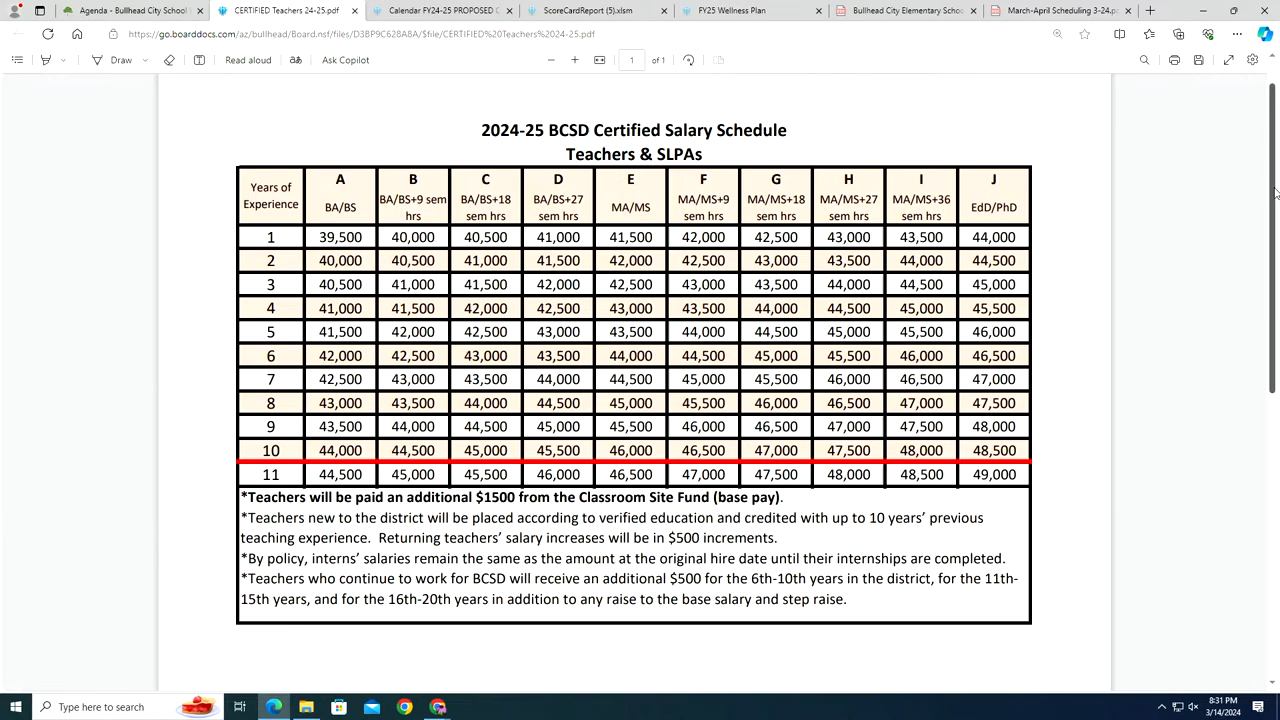 Agenda - Bullhead City School
CERTIFIED Teachers 24-25.pdf
Calendar FY24-25 PROPOSED
ScoreCardReport (5).xlsm
FY25 Wellness Plan
Bullhead City Elementary Schoo
March-April Scheduling 3-24.pd
https://go.boarddocs.com/az/bullhead/Board.nsf/files/D3BP9C628A8A/$file/CERTIFIED%20Teachers%2024-25.pdf
Draw Read aloud Ask Copilot 1 of 1
2024-25 BCSD Certified Salary Schedule
Teachers & SLPAs
Years of Experience A B C D E F G H I J
BA/BS BA/BS+9 sem hrs BA/BS+18 sem hrs BA/BS+27 sem hrs MA/MS MA/MS+9 sem hrs MA/MS+18 sem hrs MA/MS+27 sem hrs MA/MS+36 sem hrs EdD/PhD
1 39,500 40,000 40,500 41,000 41,500 42,000 42,500 43,000 43,500 44,000
2 40,000 40,500 41,000 41,500 42,000 42,500 43,000 43,500 44,000 44,500
3 40,500 41,000 41,500 42,000 42,500 43,000 43,500 44,000 44,500 45,000
4 41,000 41,500 42,000 42,500 43,000 43,500 44,000 44,500 45,000 45,500
5 41,500 42,000 42,500 43,000 43,500 44,000 44,500 45,000 45,500 46,000
6 42,000 42,500 43,000 43,500 44,000 44,500 45,000 45,500 46,000 46,500
7 42,500 43,000 43,500 44,000 44,500 45,000 45,500 46,000 46,500 47,000
8 43,000 43,500 44,000 44,500 45,000 45,500 46,000 46,500 47,000 47,500
9 43,500 44,000 44,500 45,000 45,500 46,000 46,500 47,000 47,500 48,000
10 44,000 44,500 45,000 45,500 46,000 46,500 47,000 47,500 48,000 48,500
11 44,500 45,000 45,500 46,000 46,500 47,000 47,500 48,000 48,500 49,000
*Teachers will be paid an additional $1500 from the Classroom Site Fund (base pay).
*Teachers new to the district will be placed according to verified education and credited with up to 10 years’ previous
teaching experience. Returning teachers’ salary increases will be in $500 increments.
*By policy, interns’ salaries remain the same as the amount at the original hire date until their internships are completed.
*Teachers who continue to work for BCSD will receive an additional $500 for the 6th-10th years in the district, for the 11th-
15th years, and for the 16th-20th years in addition to any raise to the base salary and step raise.
Type here to search
8:31 PM
3/14/2024